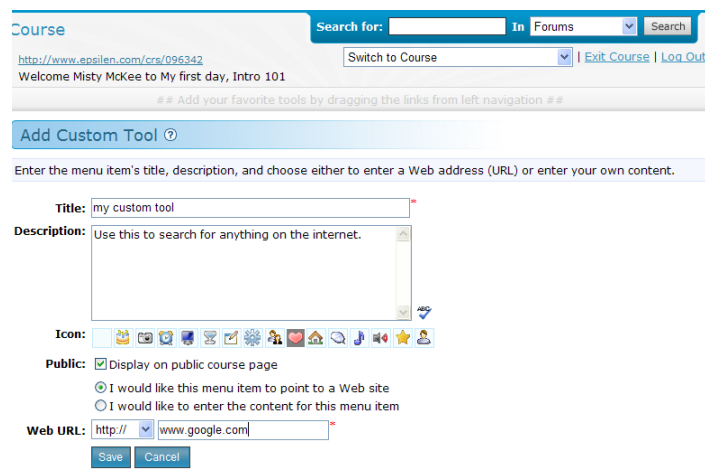 Course
Search for: In Forums Search
http://www.epsilen.com/crs/096342
Switch to Course | Exit Course | Log Out
Welcome Misty McKee to My first day, Intro 101
## Add your favorite tools by dragging the links from left navigation ##
Add Custom Tool ?
Enter the menu item's title, description, and choose either to enter a Web address (URL) or enter your own content.
Title: my custom tool *
Description: Use this to search for anything on the internet.
ABC
Icon:
Public: Display on public course page
I would like this menu item to point to a Web site
I would like to enter the content for this menu item
Web URL: http:// www.google.com *
Save Cancel